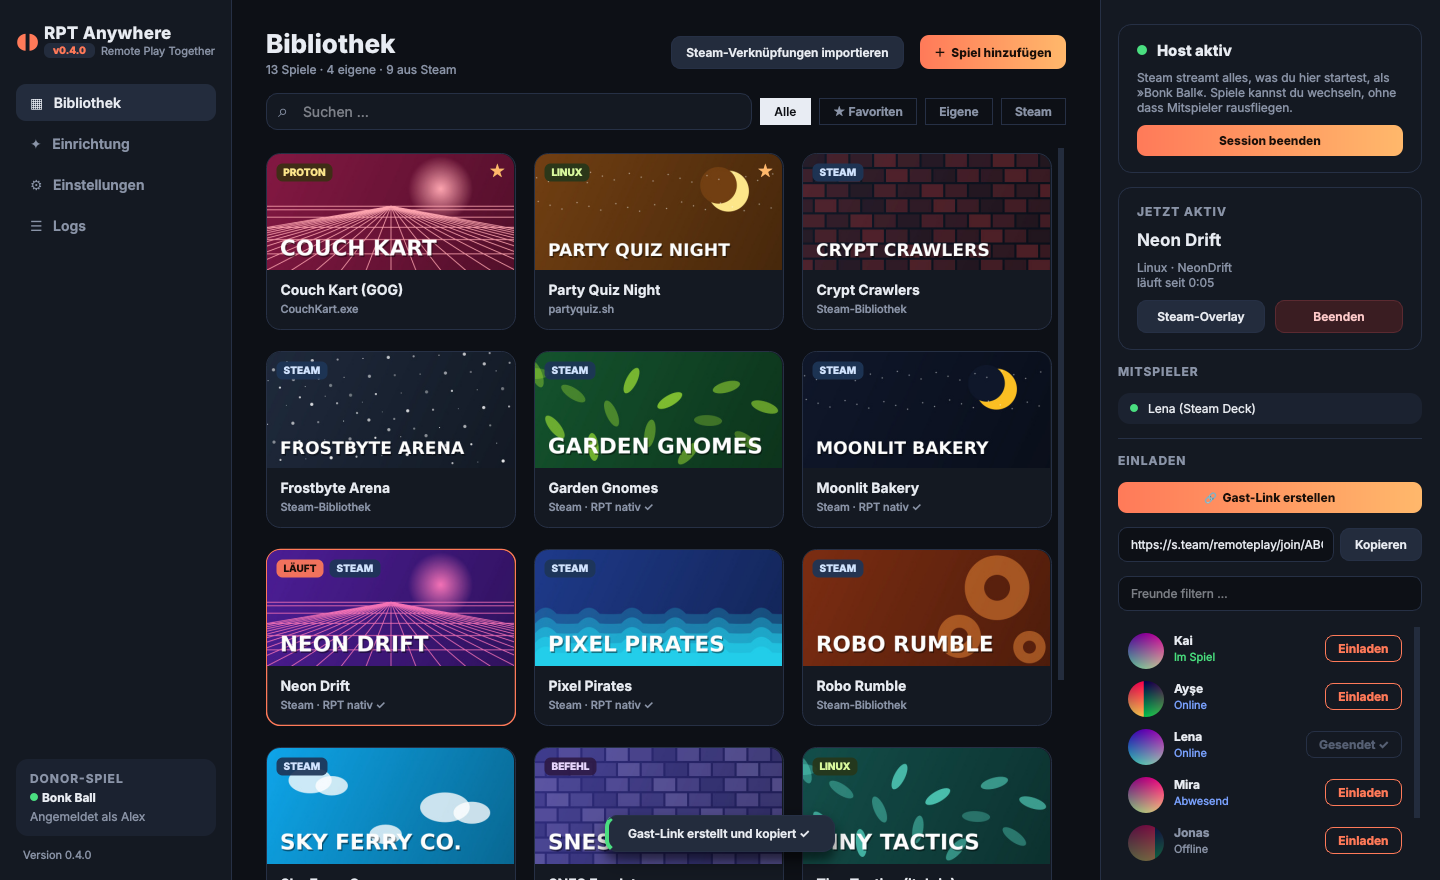 RPT Anywhere
v0.4.0 Remote Play Together
Bibliothek
Einrichtung
Einstellungen
Logs
DONOR-SPIEL
Bonk Ball
Angemeldet als Alex
Version 0.4.0
Bibliothek
13 Spiele · 4 eigene · 9 aus Steam
Steam-Verknüpfungen importieren
+ Spiel hinzufügen
Suchen ...
Alle
★ Favoriten
Eigene
Steam
PROTON
COUCH KART
Couch Kart (GOG)
CouchKart.exe
LINUX
PARTY QUIZ NIGHT
Party Quiz Night
partyquiz.sh
STEAM
CRYPT CRAWLERS
Crypt Crawlers
Steam-Bibliothek
STEAM
FROSTBYTE ARENA
Frostbyte Arena
Steam-Bibliothek
STEAM
GARDEN GNOMES
Garden Gnomes
Steam · RPT nativ ✓
STEAM
MOONLIT BAKERY
Moonlit Bakery
Steam · RPT nativ ✓
LÄUFT STEAM
NEON DRIFT
Neon Drift
Steam · RPT nativ ✓
STEAM
PIXEL PIRATES
Pixel Pirates
Steam · RPT nativ ✓
STEAM
ROBO RUMBLE
Robo Rumble
Steam-Bibliothek
STEAM
SKY FERRY CO.
BEFEHL
LINUX
TACTICS
Gast-Link erstellt und kopiert ✓
Host aktiv
Steam streamt alles, was du hier startest, als
»Bonk Ball«. Spiele kannst du wechseln, ohne
dass Mitspieler rausfliegen.
Session beenden
JETZT AKTIV
Neon Drift
Linux · NeonDrift
läuft seit 0:05
Steam-Overlay
Beenden
MITSPIELER
Lena (Steam Deck)
EINLADEN
Gast-Link erstellen
https://s.team/remoteplay/join/AB
Kopieren
Freunde filtern ...
Kai
Im Spiel
Einladen
Ayşe
Online
Einladen
Lena
Online
Gesendet ✓
Mira
Abwesend
Einladen
Jonas
Offline
Einladen